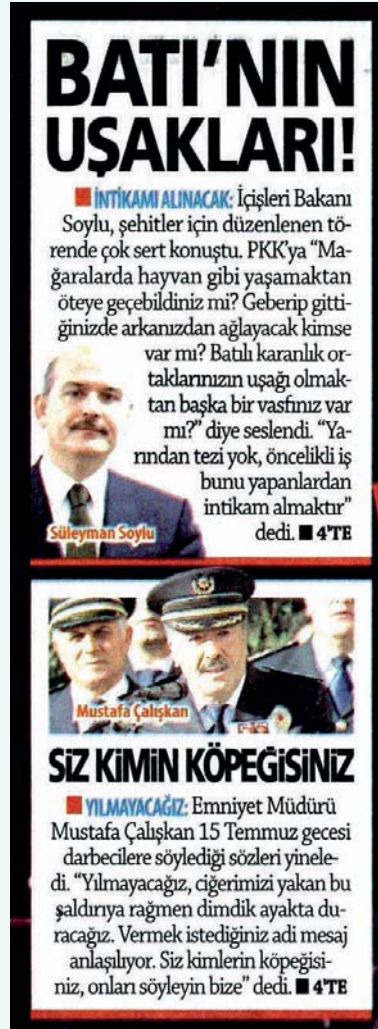 BATI’NIN
UŞAKLARI!
■ İNTİKAMI ALINACAK: İçişleri Bakanı
Soylu, şehitler için düzenlenen tö-
rende çok sert konuştu. PKK’ya “Ma-
ğaralarda hayvan gibi yaşamaktan
öteye geçebildiniz mi? Geberip gitti-
ğinizde arkanızdan ağlayacak kimse
var mı? Batılı karanlık or-
taklarınızın uşağı olmak-
tan başka bir vasfınız var
mı?” diye seslendi. “Ya-
rından tezi yok, öncelikli iş
bunu yapanlardan
intikam almaktır”
dedi. ■ 4’TE
Süleyman Soylu
Mustafa Çalışkan
SİZ KİMİN KÖPEĞİSİNİZ
■ YILMAYACAĞIZ: Emniyet Müdürü
Mustafa Çalışkan 15 Temmuz gecesi
darbecilere söylediği sözleri yinele-
di. “Yılmayacağız, ciğerimizi yakan bu
şaldırıya rağmen dimdik ayakta du-
racağız. Vermek istediğiniz adi mesaj
anlaşılıyor. Siz kimlerin köpeğisi-
niz, onları söyleyin bize” dedi. ■ 4’TE